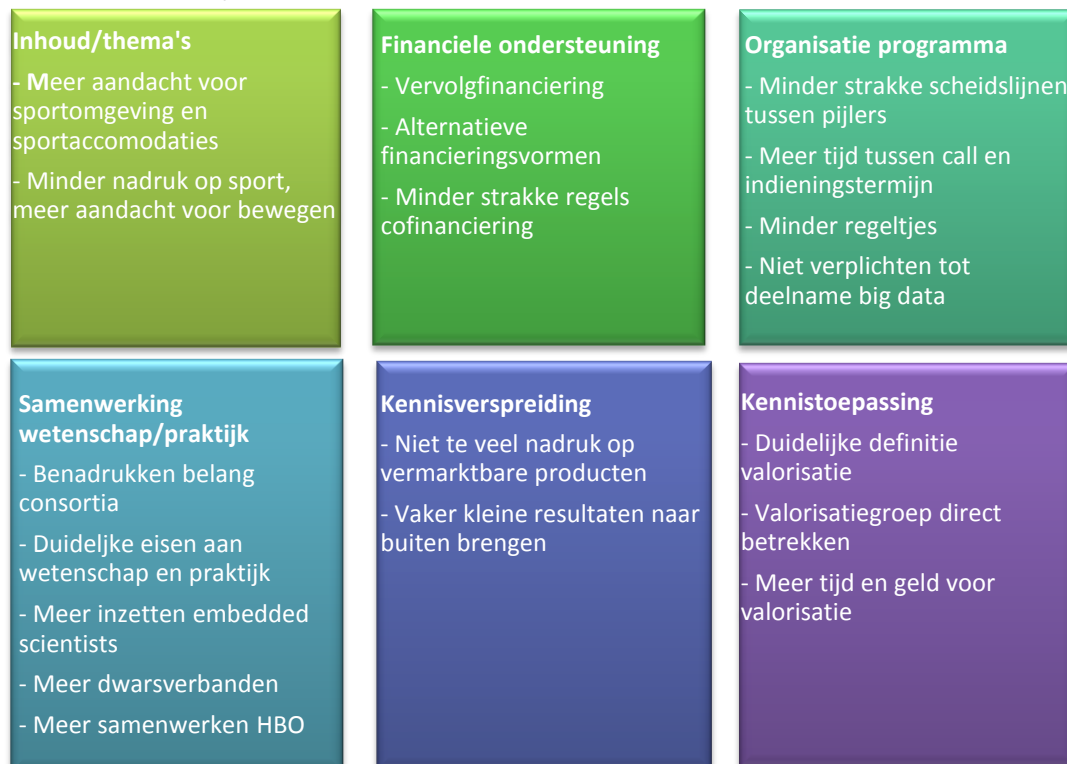 Inhoud/thema's
- Meer aandacht voor
sportomgeving en
sportaccomodaties
- Minder nadruk op sport,
meer aandacht voor bewegen
Financiele ondersteuning
- Vervolgfinanciering
- Alternatieve
financieringsvormen
- Minder strakke regels
cofinanciering
Organisatie programma
- Minder strakke scheidslijnen
tussen pijlers
- Meer tijd tussen call en
indieningstermijn
- Minder regeltjes
- Niet verplichten tot
deelname big data
Samenwerking
wetenschap/praktijk
- Benadrukken belang
consortia
- Duideljke eisen aan
wetenschap en praktijk
- Meer inzetten embedded
scientists
- Meer dwarsverbanden
- Meer samenwerken HBO
Kennisverspreiding
- Niet te veel nadruk op
vermarktbare producten
- Vaker kleine resultaten naar
buiten brengen
Kennistoepassing
- Duidelijke definitie
valorisatie
- Valorisatiegroep direct
betrekken
- Meer tijd en geld voor
valorisatie